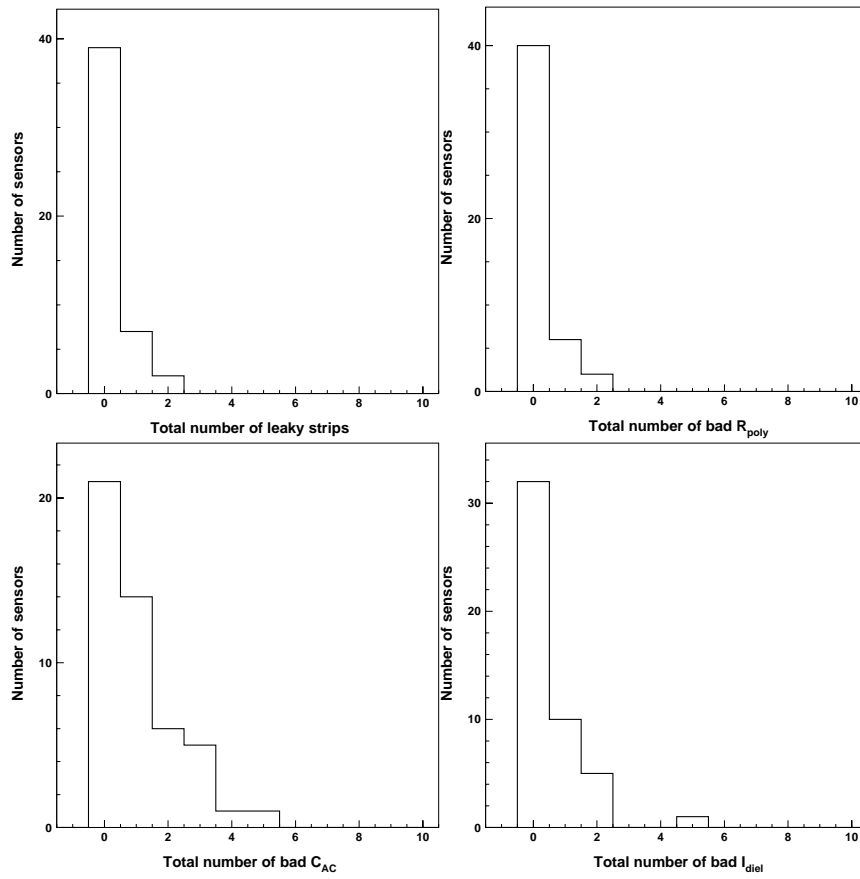 Number of sensors
40
20
0
0 2 4 6 8 10
Total number of leaky strips
Number of sensors
40
20
0
0 2 4 6 8 10
Total number of bad R_poly
Number of sensors
20
10
0
0 2 4 6 8 10
Total number of bad C_AC
Number of sensors
30
20
10
0
0 2 4 6 8 10
Total number of bad I_diel